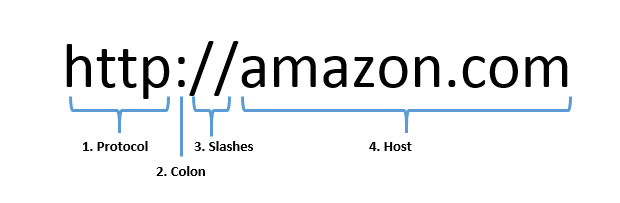 http://amazon.com
1. Protocol
2. Colon
3. Slashes
4. Host